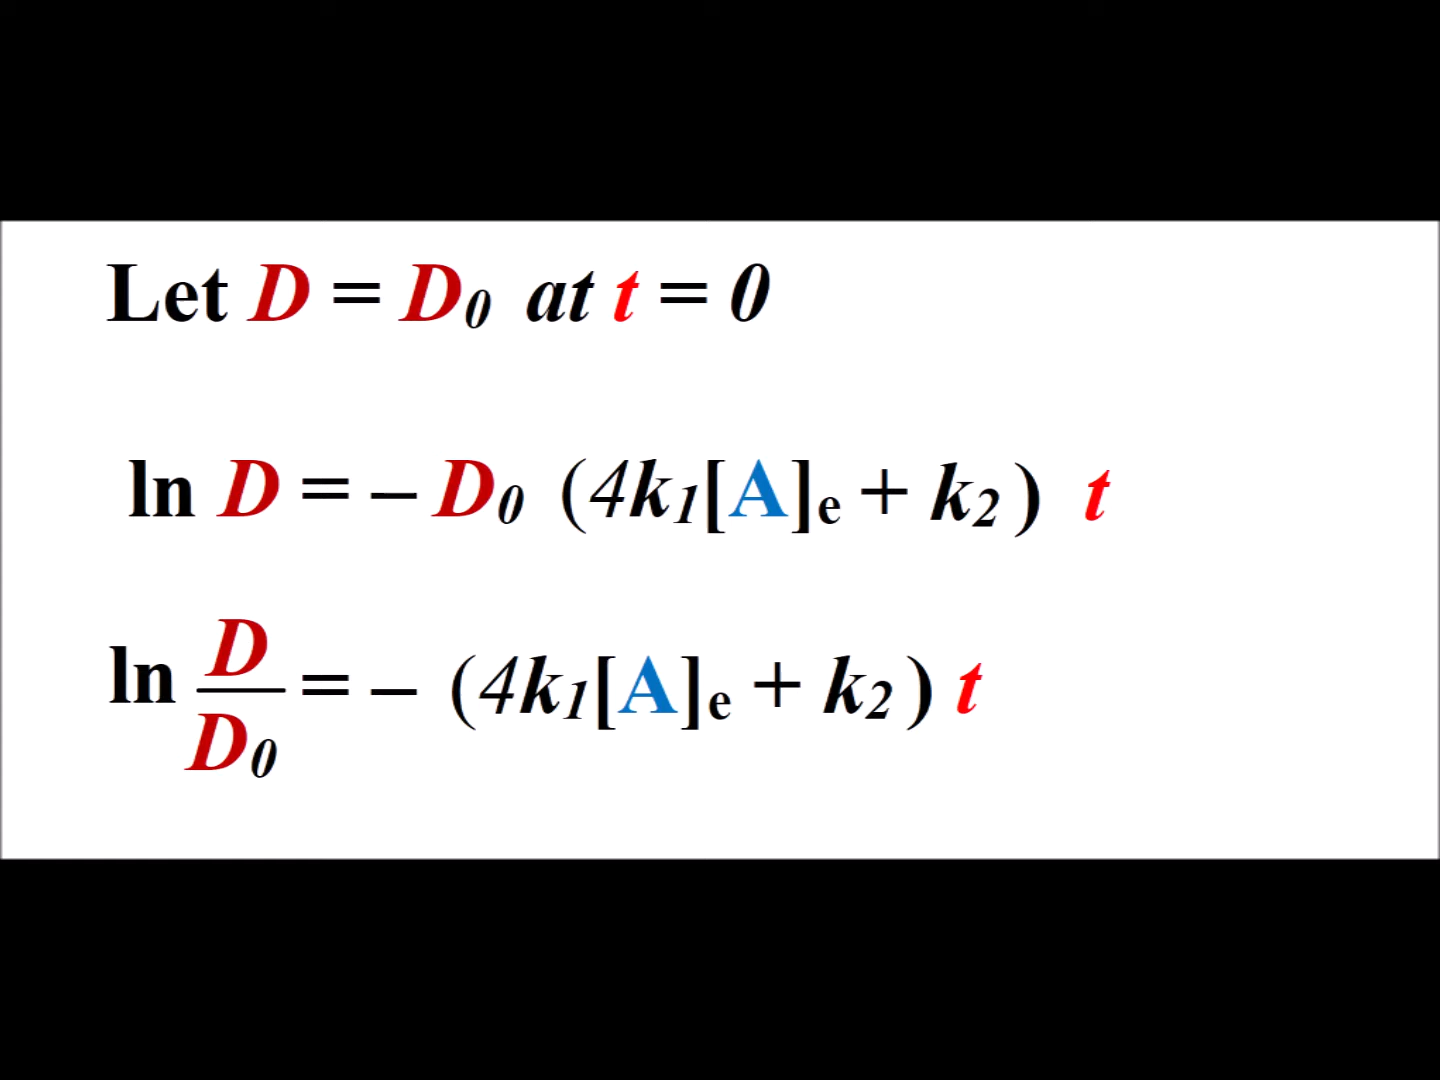 Let D = D₀ at t = 0
ln D = – D₀ (4k₁[A]ₑ + k₂ ) t
ln D/D₀ = – (4k₁[A]ₑ + k₂ ) t